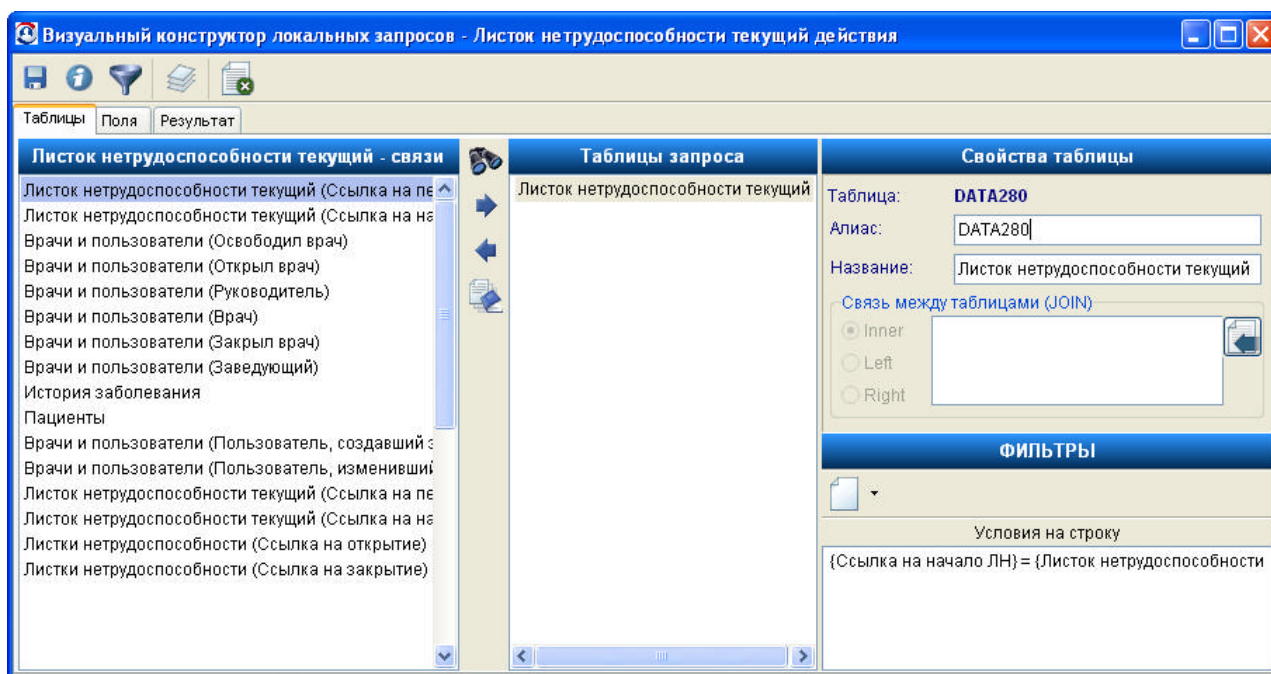 Визуальный конструктор локальных запросов - Листок нетрудоспособности текущий действия
Таблицы Поля Результат
Листок нетрудоспособности текущий - связи
Листок нетрудоспособности текущий (Ссылка на пе
Листок нетрудоспособности текущий (Ссылка на на
Врачи и пользователи (Освободил врач)
Врачи и пользователи (Открыл врач)
Врачи и пользователи (Руководитель)
Врачи и пользователи (Врач)
Врачи и пользователи (Закрыл врач)
Врачи и пользователи (Заведующий)
История заболевания
Пациенты
Врачи и пользователи (Пользователь, создавший з
Врачи и пользователи (Пользователь, изменивший
Листок нетрудоспособности текущий (Ссылка на пе
Листок нетрудоспособности текущий (Ссылка на на
Листки нетрудоспособности (Ссылка на открытие)
Листки нетрудоспособности (Ссылка на закрытие)
Таблицы запроса
Листок нетрудоспособности текущий
Свойства таблицы
Таблица: DATA280
Алиас: DATA280
Название: Листок нетрудоспособности текущий
Связь между таблицами (JOIN)
Inner
Left
Right
ФИЛЬТРЫ
Условия на строку
{Ссылка на начало ЛН} = {Листок нетрудоспособности